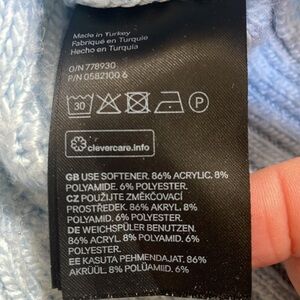 Made in Turkey
Fabriqué en Turquie
Hecho en Turquía
O/N 778930
P/N 0582100 6
30 P
clevercare.info
GB USE SOFTENER. 86% ACRYLIC. 8%
POLYAMIDE. 6% POLYESTER.
CZ POUŽIJTE ZMĚKČOVACÍ
PROSTŘEDEK. 86% AKRYL. 8%
POLYAMID. 6% POLYESTER.
DE WEICHSPÜLER BENUTZEN.
86% ACRYL. 8% POLYAMID. 6%
POLYESTER.
EE KASUTA PEHMENDAJAT. 86%
AKRÜÜL. 8% POLÜAMIID. 6%